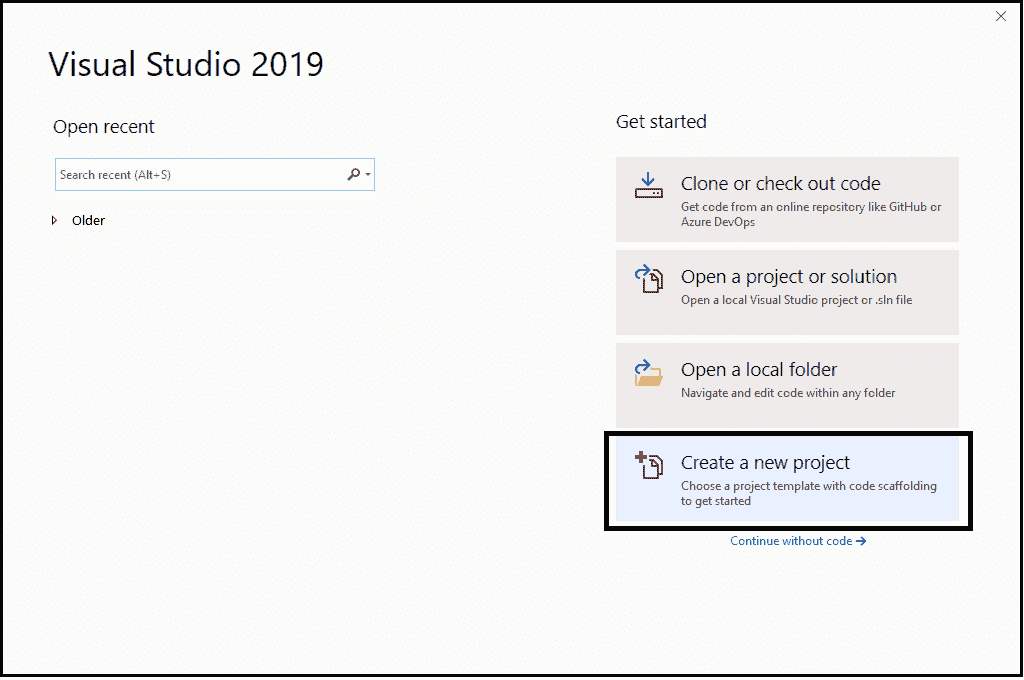 Visual Studio 2019
Open recent
Search recent (Alt+S)
Older
Get started
Clone or check out code
Get code from an online repository like GitHub or
Azure DevOps
Open a project or solution
Open a local Visual Studio project or .sln file
Open a local folder
Navigate and edit code within any folder
Create a new project
Choose a project template with code scaffolding
to get started
Continue without code →